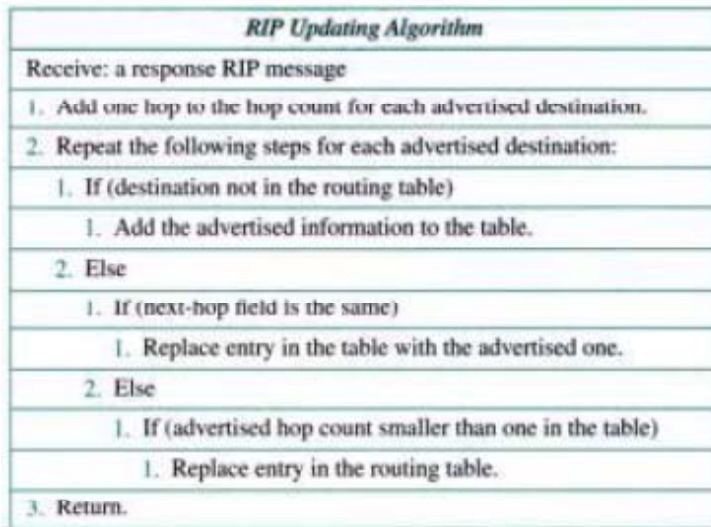 RIP Updating Algorithm
Receive: a response RIP message
1. Add one hop to the hop count for each advertised destination.
2. Repeat the following steps for each advertised destination:
1. If (destination not in the routing table)
1. Add the advertised information to the table.
2. Else
1. If (next-hop field is the same)
1. Replace entry in the table with the advertised one.
2. Else
1. If (advertised hop count smaller than one in the table)
1. Replace entry in the routing table.
3. Return.